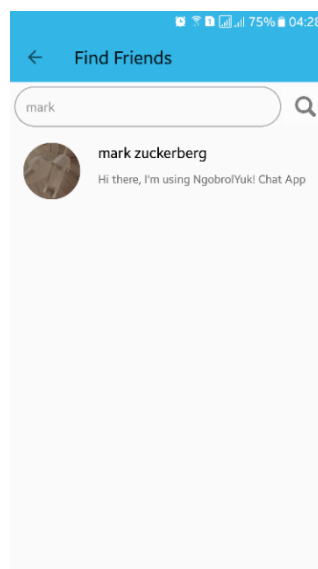 75% 04:28
Find Friends
mark
mark zuckerberg
Hi there, I'm using NgobrolYuk! Chat App